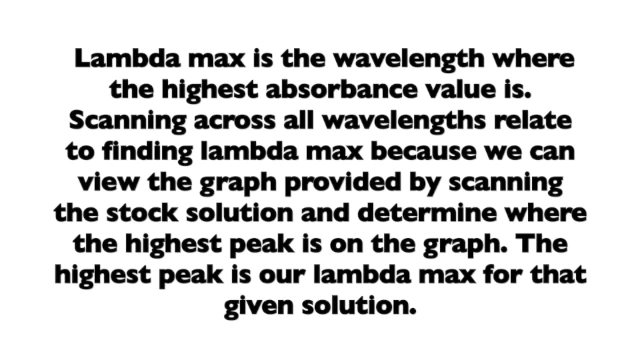 Lambda max is the wavelength where
the highest absorbance value is.
Scanning across all wavelengths relate
to finding lambda max because we can
view the graph provided by scanning
the stock solution and determine where
the highest peak is on the graph. The
highest peak is our lambda max for that
given solution.